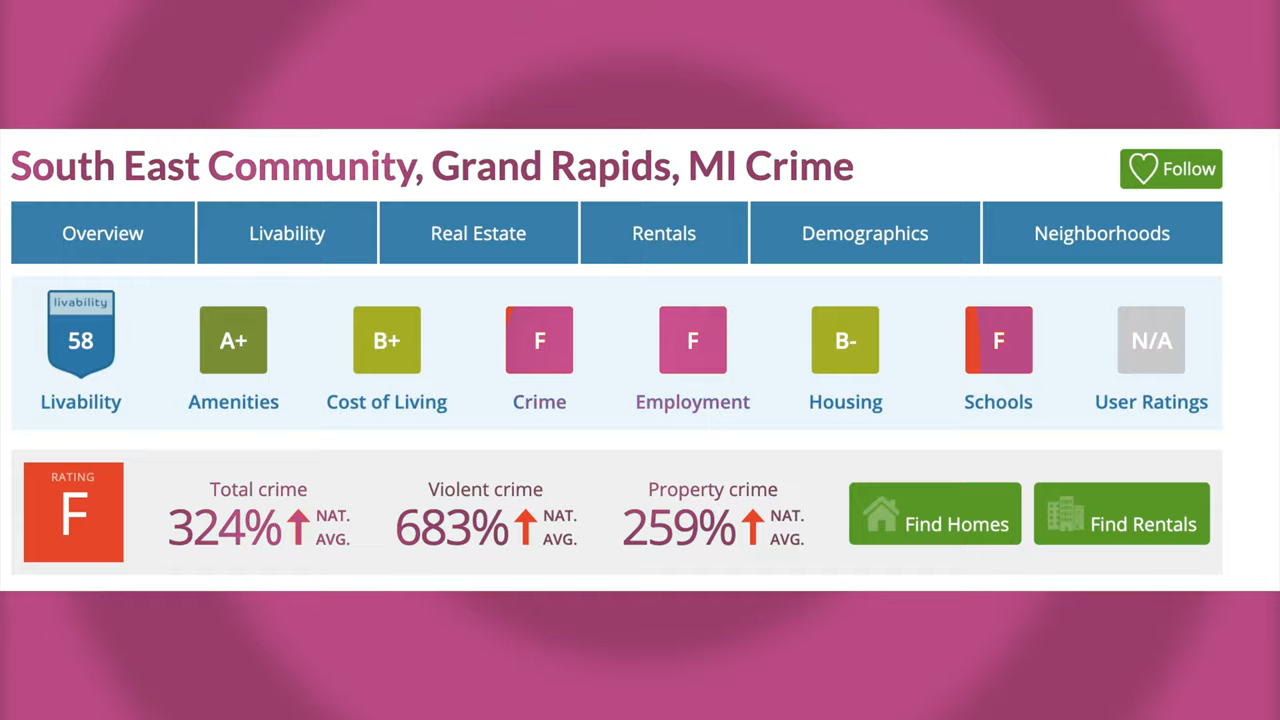 South East Community, Grand Rapids, MI Crime
Follow
Overview Livability Real Estate Rentals Demographics Neighborhoods
livability
58 A+ B+ F F B- F N/A
Livability Amenities Cost of Living Crime Employment Housing Schools User Ratings
RATING
F
Total crime Violent crime Property crime
324% NAT. AVG. 683% NAT. AVG. 259% NAT. AVG.
Find Homes Find Rentals